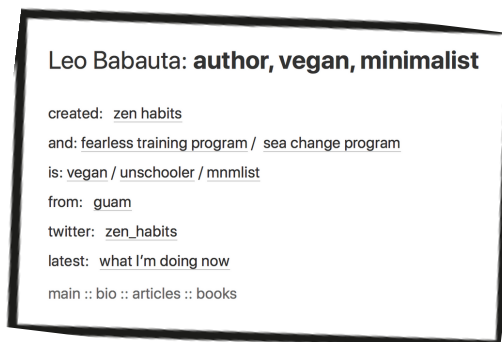 Leo Babauta: author, vegan, minimalist
created: zen habits
and: fearless training program / sea change program
is: vegan / unschooler / mnmlist
from: guam
twitter: zen_habits
latest: what I'm doing now
main :: bio :: articles :: books